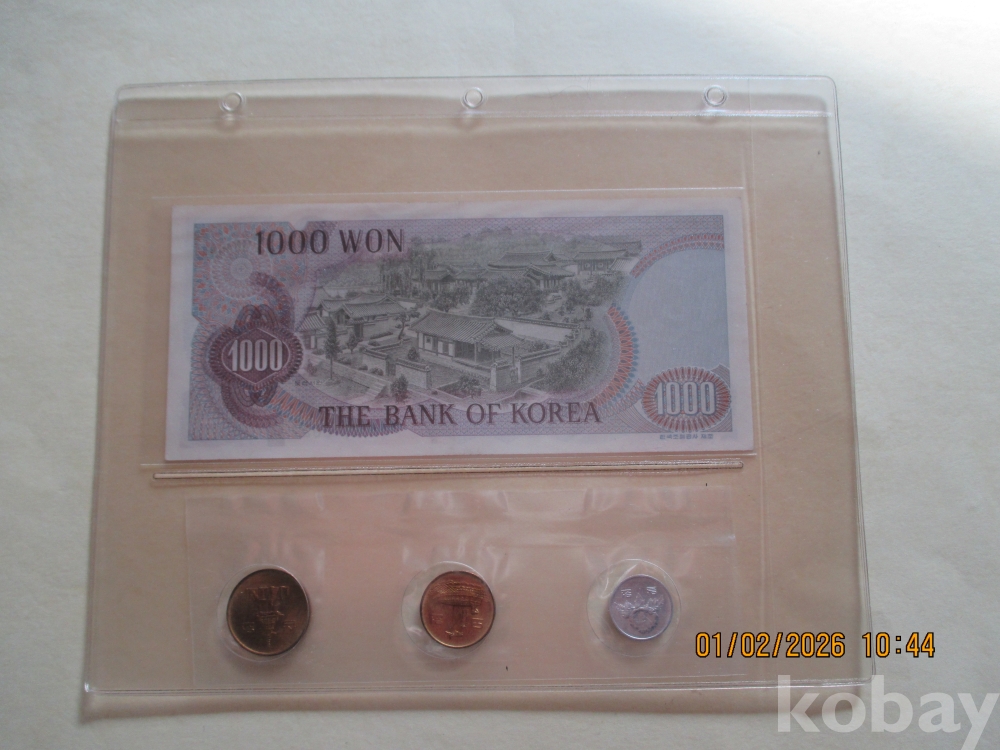 1000 WON
1000
THE BANK OF KOREA
1000
01/02/2026 10:44
kobay